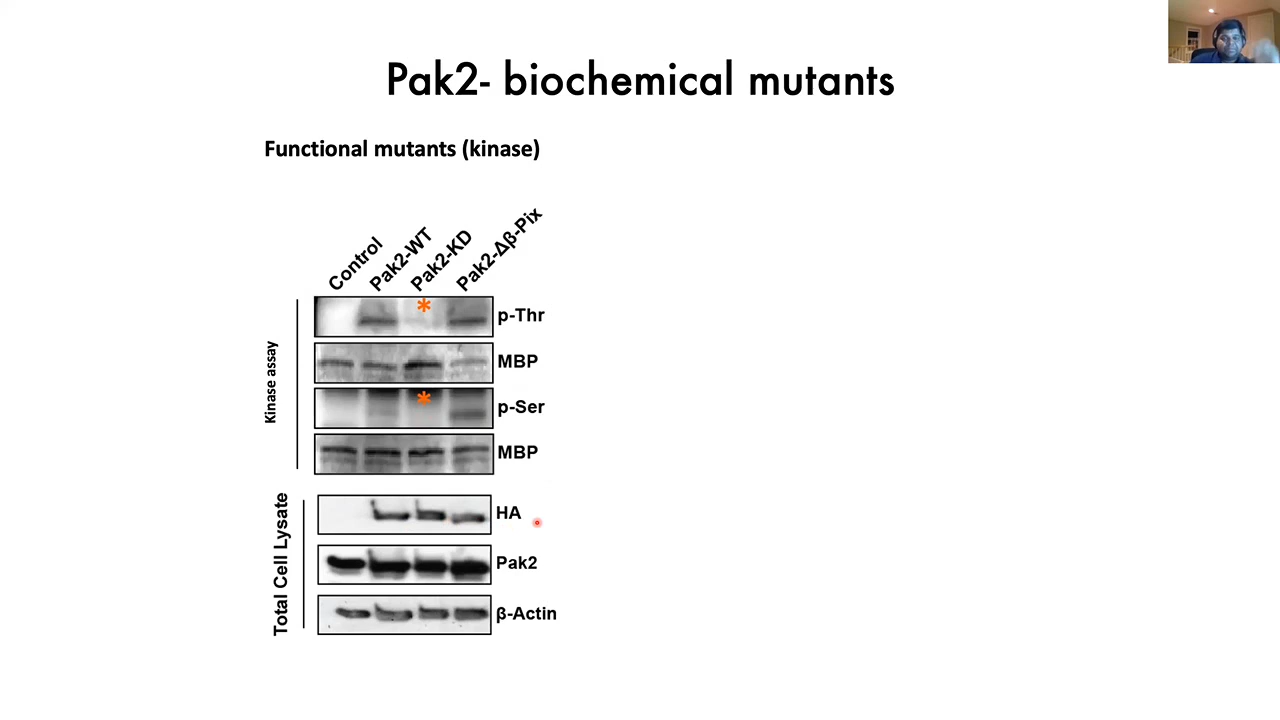 Pak2- biochemical mutants
Functional mutants (kinase)
Control
Pak2-WT
Pak2-KD
Pak2-Δβ-Pix
Kinase assay
* p-Thr
MBP
* p-Ser
MBP
Total Cell Lysate
HA
Pak2
β-Actin